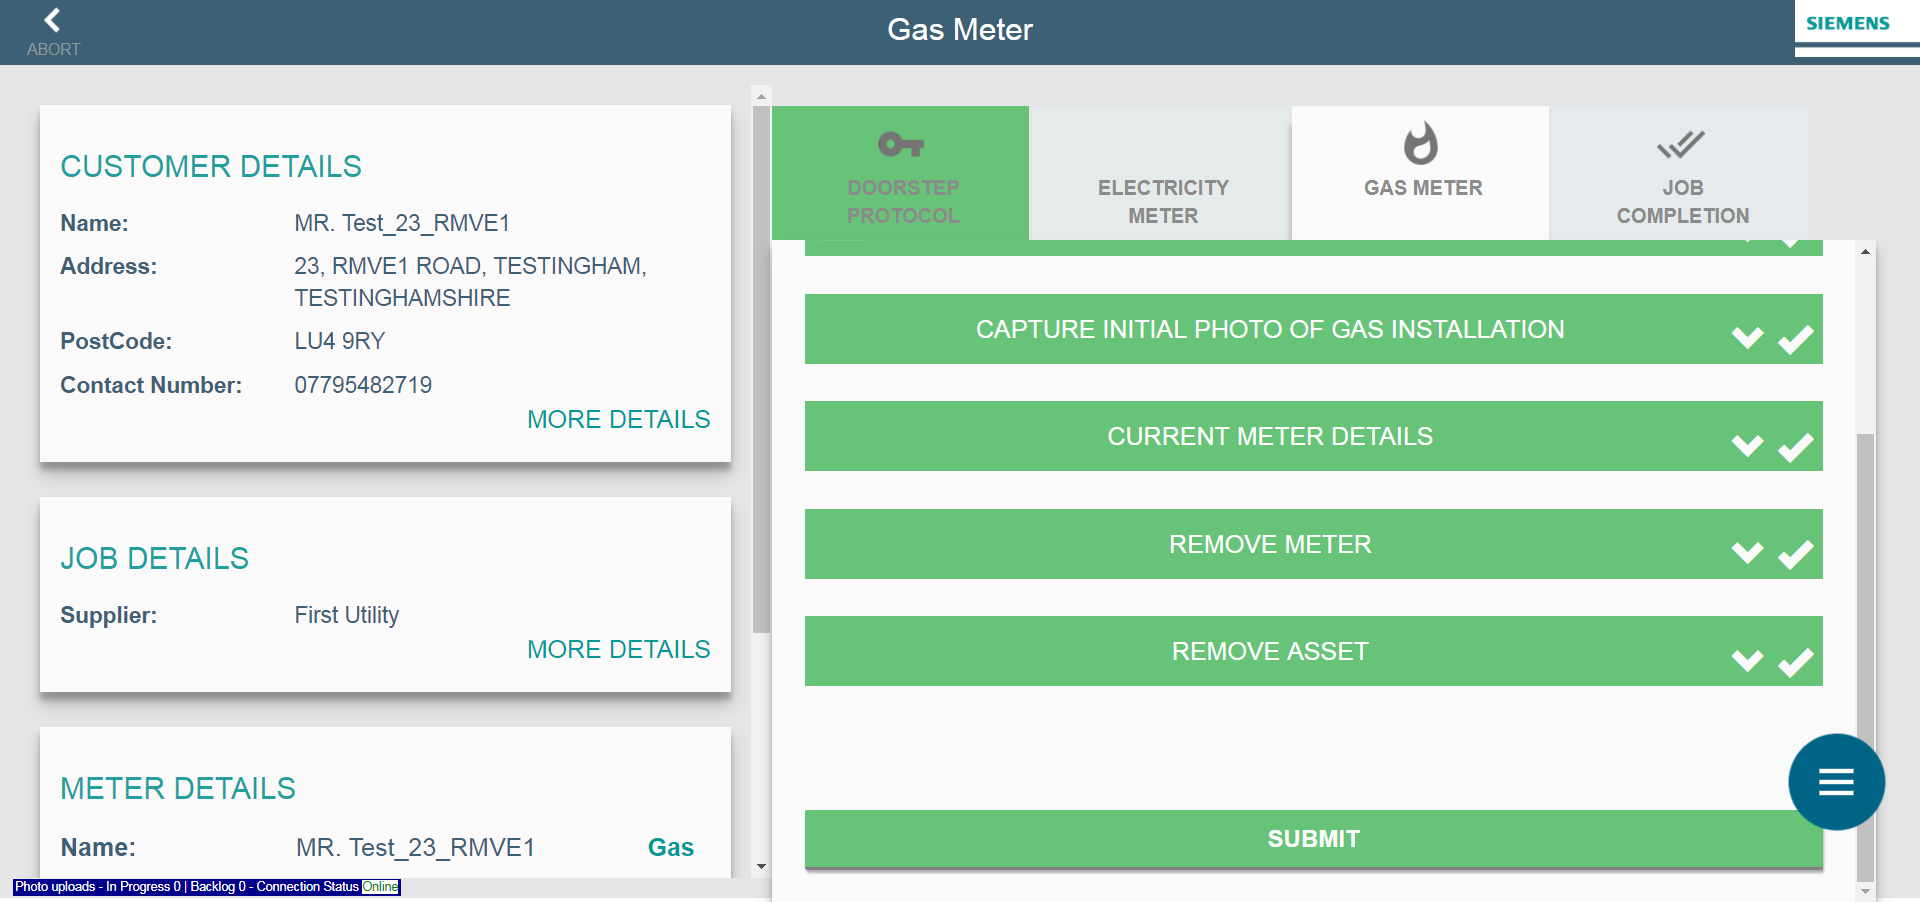 ABORT
Gas Meter
SIEMENS
CUSTOMER DETAILS
Name: MR. Test_23_RMVE1
Address: 23, RMVE1 ROAD, TESTINGHAM,
TESTINGHAMSHIRE
PostCode: LU4 9RY
Contact Number: 07795482719
MORE DETAILS
JOB DETAILS
Supplier: First Utility
MORE DETAILS
METER DETAILS
Name: MR. Test_23_RMVE1 Gas
Photo uploads - In Progress 0 | Backlog 0 - Connection Status Online
DOORSTEP
PROTOCOL
ELECTRICITY
METER
GAS METER
JOB
COMPLETION
CAPTURE INITIAL PHOTO OF GAS INSTALLATION
CURRENT METER DETAILS
REMOVE METER
REMOVE ASSET
SUBMIT